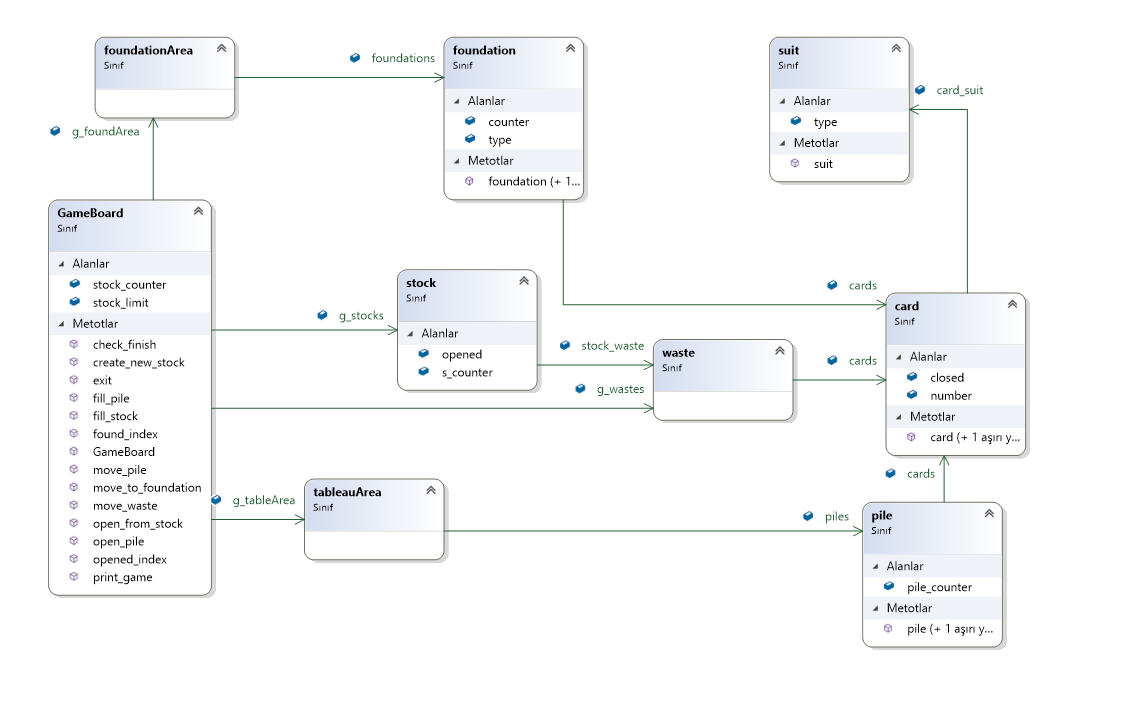 foundationArea
Sınıf
foundations
foundation
Sınıf
Alanlar
counter
type
Metotlar
foundation (+ 1...
suit
Sınıf
Alanlar
type
Metotlar
suit
card_suit
g_foundArea
GameBoard
Sınıf
Alanlar
stock_counter
stock_limit
Metotlar
check_finish
create_new_stock
exit
fill_pile
fill_stock
found_index
GameBoard
move_pile
move_to_foundation
move_waste
open_from_stock
open_pile
opened_index
print_game
g_stocks
stock
Sınıf
Alanlar
opened
s_counter
stock_waste
g_wastes
waste
Sınıf
cards
cards
card
Sınıf
Alanlar
closed
number
Metotlar
card (+ 1 aşırı y...
cards
g_tableArea
tableauArea
Sınıf
piles
pile
Sınıf
Alanlar
pile_counter
Metotlar
pile (+ 1 aşırı y...